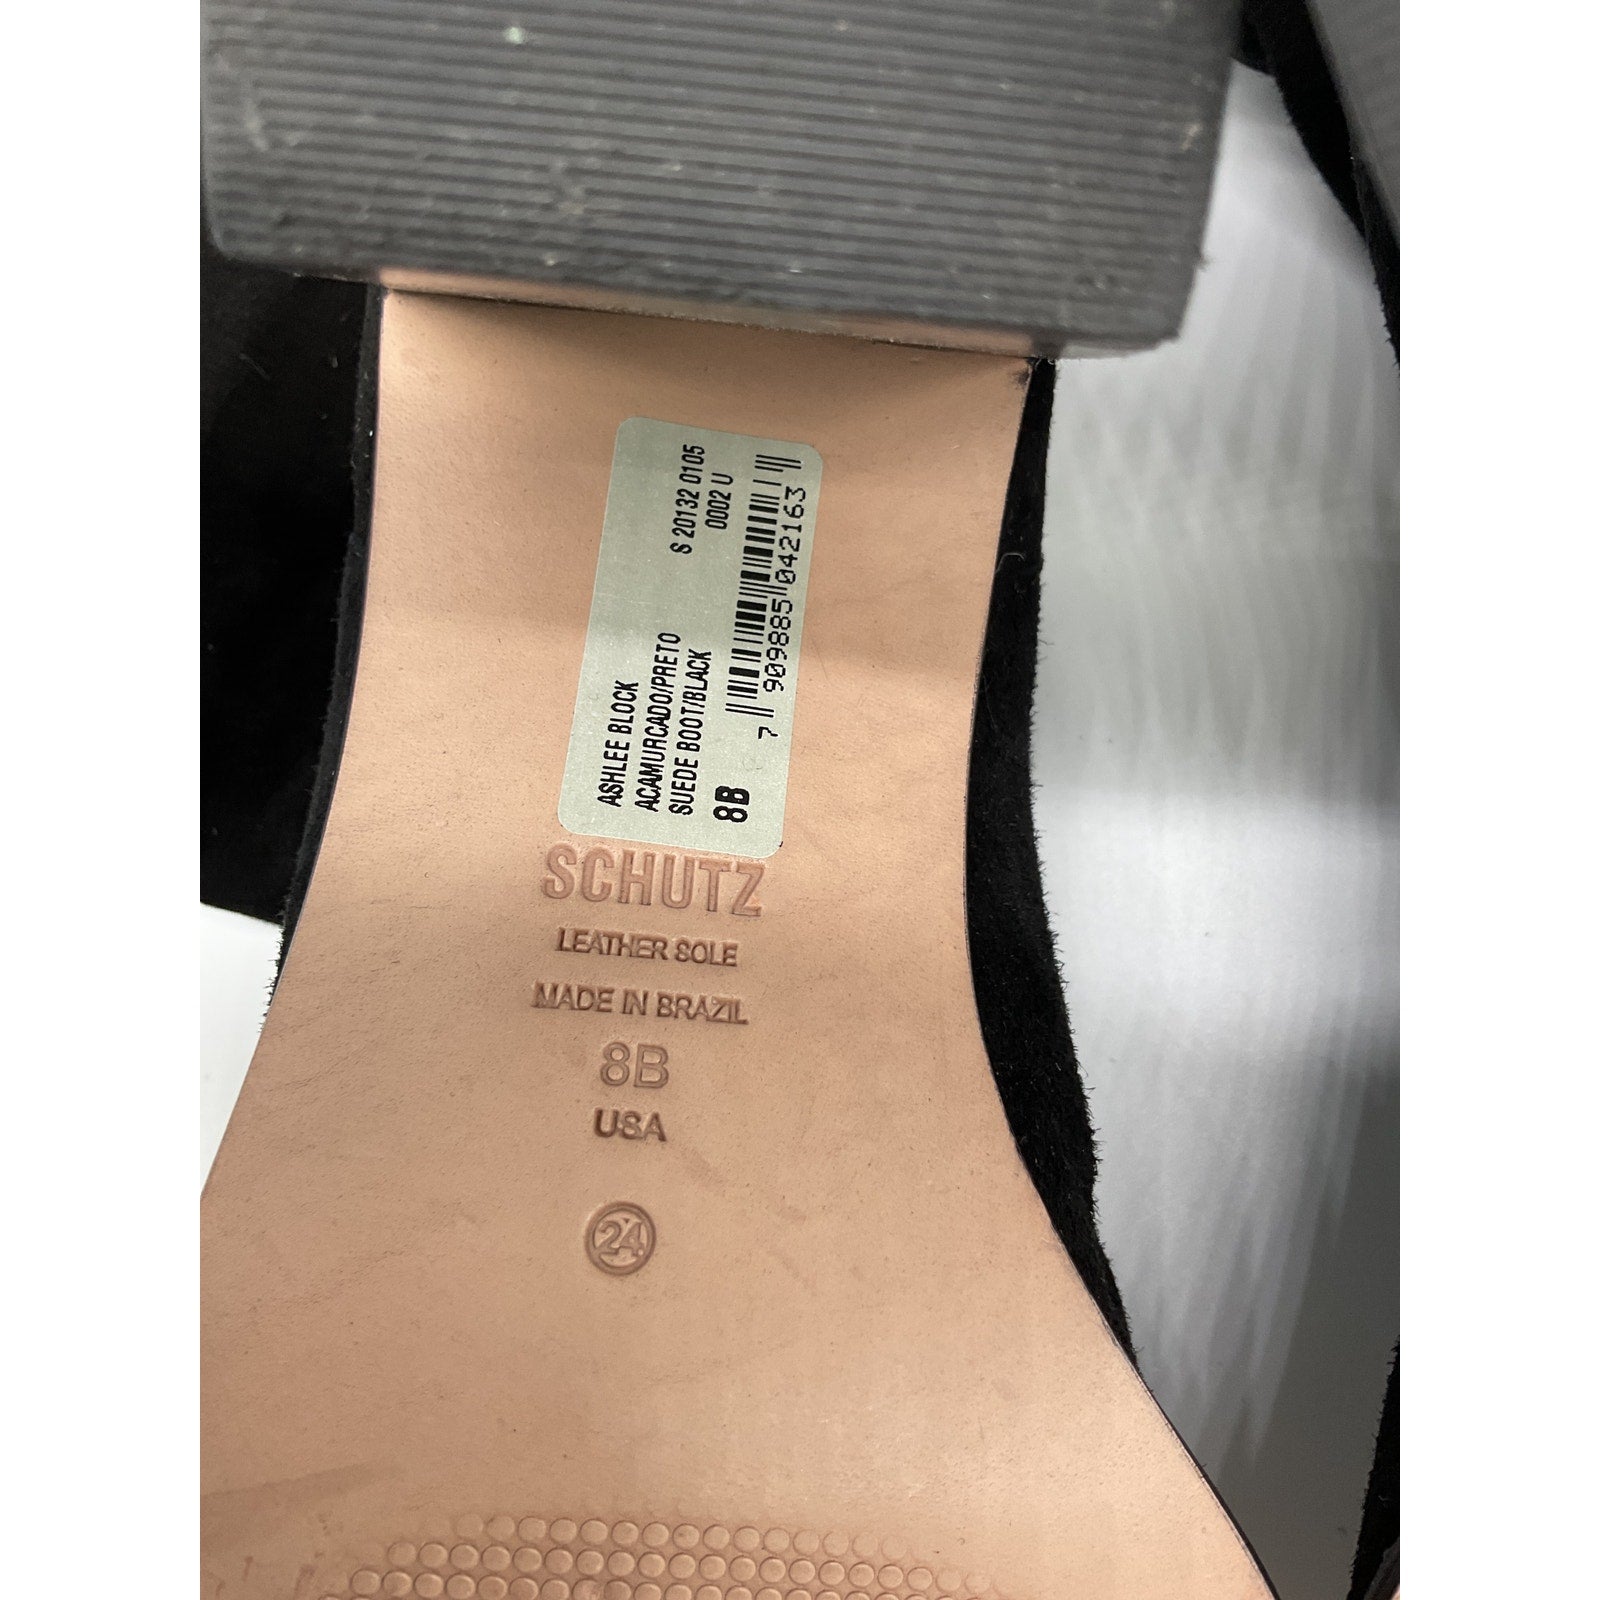 ASHLEE BLOCK
ACAMURCADO/PRETO
SUEDE BOOT/BLACK
8B
S 20132 0105
0002 U
7 909885 042163
SCHUTZ
LEATHER SOLE
MADE IN BRAZIL
8B
USA
24